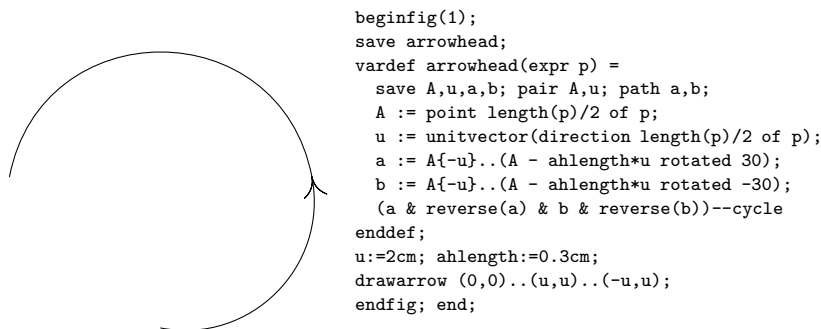 beginfig(1);
save arrowhead;
vardef arrowhead(expr p) =
  save A,u,a,b; pair A,u; path a,b;
  A := point length(p)/2 of p;
  u := unitvector(direction length(p)/2 of p);
  a := A{-u}..(A - ahlength*u rotated 30);
  b := A{-u}..(A - ahlength*u rotated -30);
  (a & reverse(a) & b & reverse(b))--cycle
enddef;
u:=2cm; ahlength:=0.3cm;
drawarrow (0,0)..(u,u)..(-u,u);
endfig; end;